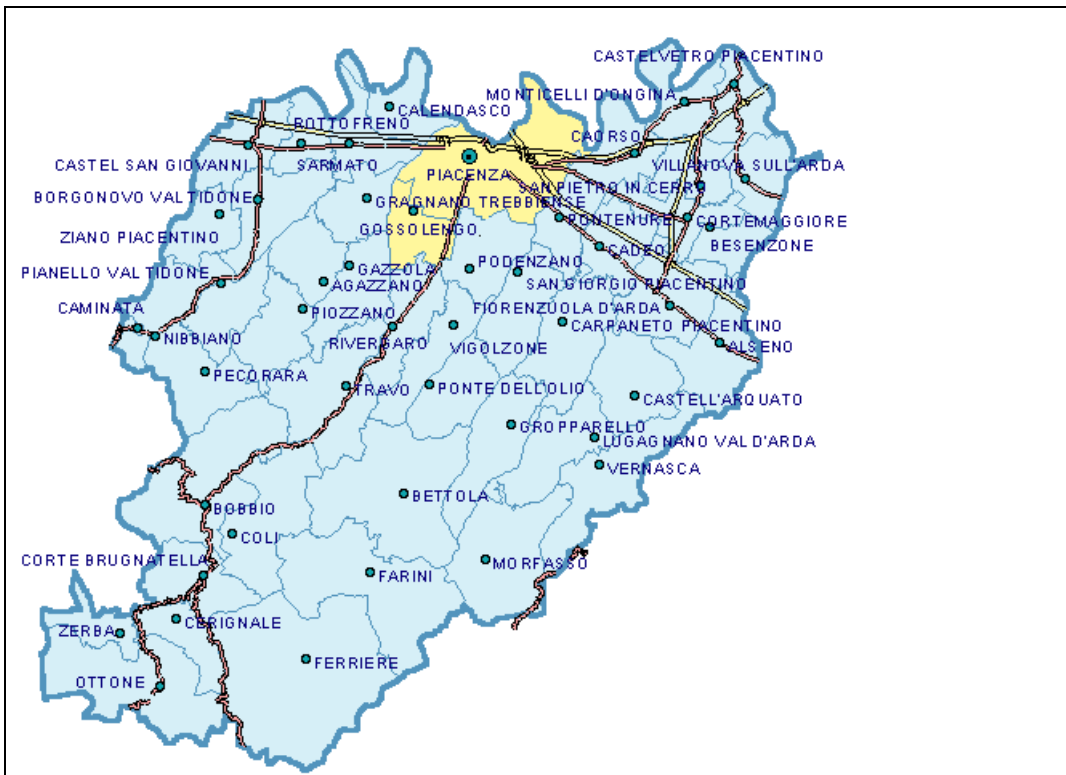 CASTELVETRO PIACENTINO
MONTICELLI D'ONGINA
CALENDASCO
ROTTOFRENO
CAORSO
CASTEL SAN GIOVANNI
SARMATO
VILLANOVA SULL'ARDA
PIACENZA
SAN PIETRO IN CERRO
BORGONOVO VAL TIDONE
GRAGNANO TREBBIENSE
PONTENURE
CORTEMAGGIORE
ZIANO PIACENTINO
GOSSOLENGO
CADEO
BESENZONE
PIANELLO VAL TIDONE
GAZZOLA
PODENZANO
AGAZZANO
SAN GIORGIO PIACENTINO
CAMINATA
PIOZZANO
FIORENZUOLA D'ARDA
CARPANETO PIACENTINO
NIBBIANO
RIVERGARO
VIGOLZONE
ALSENO
PECORARA
TRAVO
PONTE DELL'OLIO
CASTELL'ARQUATO
GROPPARELLO
LUGAGNANO VAL D'ARDA
VERNASCA
BETTOLA
BOBBIO
COLI
CORTE BRUGNATELLA
MORFASSO
FARINI
CERIGNALE
ZERBA
FERRIERE
OTTONE